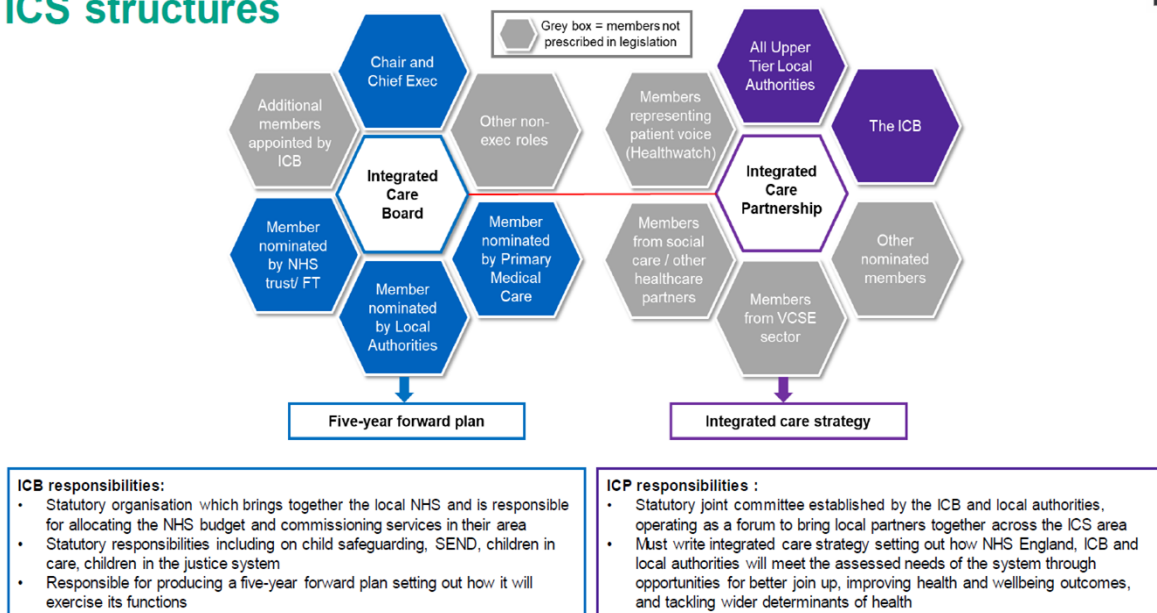 ICS structures
Grey box = members not
prescribed in legislation
Chair and
Chief Exec
Additional
members
appointed by
ICB
Other non-
exec roles
Integrated
Care
Board
Member
nominated
by NHS
trust/ FT
Member
nominated
by Primary
Medical
Care
Member
nominated
by Local
Authorities
Five-year forward plan
All Upper
Tier Local
Authorities
Members
representing
patient voice
(Healthwatch)
The ICB
Integrated
Care
Partnership
Members
from social
care / other
healthcare
partners
Other
nominated
members
Members
from VCSE
sector
Integrated care strategy
ICB responsibilities:
• Statutory organisation which brings together the local NHS and is responsible
for allocating the NHS budget and commissioning services in their area
• Statutory responsibilities including on child safeguarding, SEND, children in
care, children in the justice system
• Responsible for producing a five-year forward plan setting out how it will
exercise its functions
ICP responsibilities :
• Statutory joint committee established by the ICB and local authorities,
operating as a forum to bring local partners together across the ICS area
• Must write integrated care strategy setting out how NHS England, ICB and
local authorities will meet the assessed needs of the system through
opportunities for better join up, improving health and wellbeing outcomes,
and tackling wider determinants of health